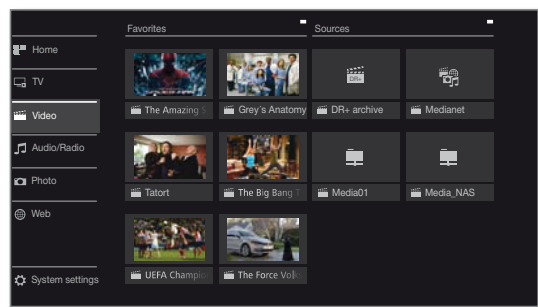 Favorites
Sources
Home
TV
Video
Audio/Radio
Photo
Web
System settings
The Amazing S
Grey´s Anatomy
DR+
DR+ archive
Medianet
Tatort
The Big Bang T
Media01
Media_NAS
UEFA Champio
The Force Vol